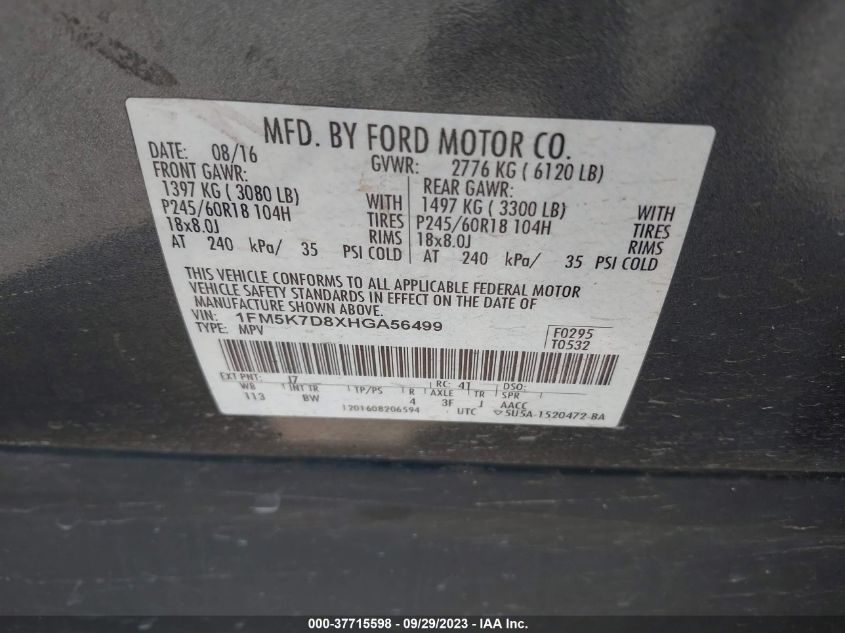 MFD. BY FORD MOTOR CO.
DATE: 08/16 GVWR: 2776 KG ( 6120 LB)
FRONT GAWR: REAR GAWR:
1397 KG ( 3080 LB) WITH 1497 KG ( 3300 LB) WITH
P245/60R18 104H TIRES P245/60R18 104H TIRES
18x8.0J RIMS 18x8.0J RIMS
AT 240 kPa/ 35 PSI COLD AT 240 kPa/ 35 PSI COLD
THIS VEHICLE CONFORMS TO ALL APPLICABLE FEDERAL MOTOR
VEHICLE SAFETY STANDARDS IN EFFECT ON THE DATE OF
MANUFACTURE SHOWN ABOVE.
VIN: 1FM5K7D8XHGA56499 F0295
TYPE: MPV T0532
EXT PNT: J7 RC: 41 DSO:
WB INT TR TP/PS R AXLE TR SPR
113 BW 4 3F J AACC
1201608206594 UTC ▽5U5A-1520472-BA
000-37715598 - 09/29/2023 - IAA Inc.